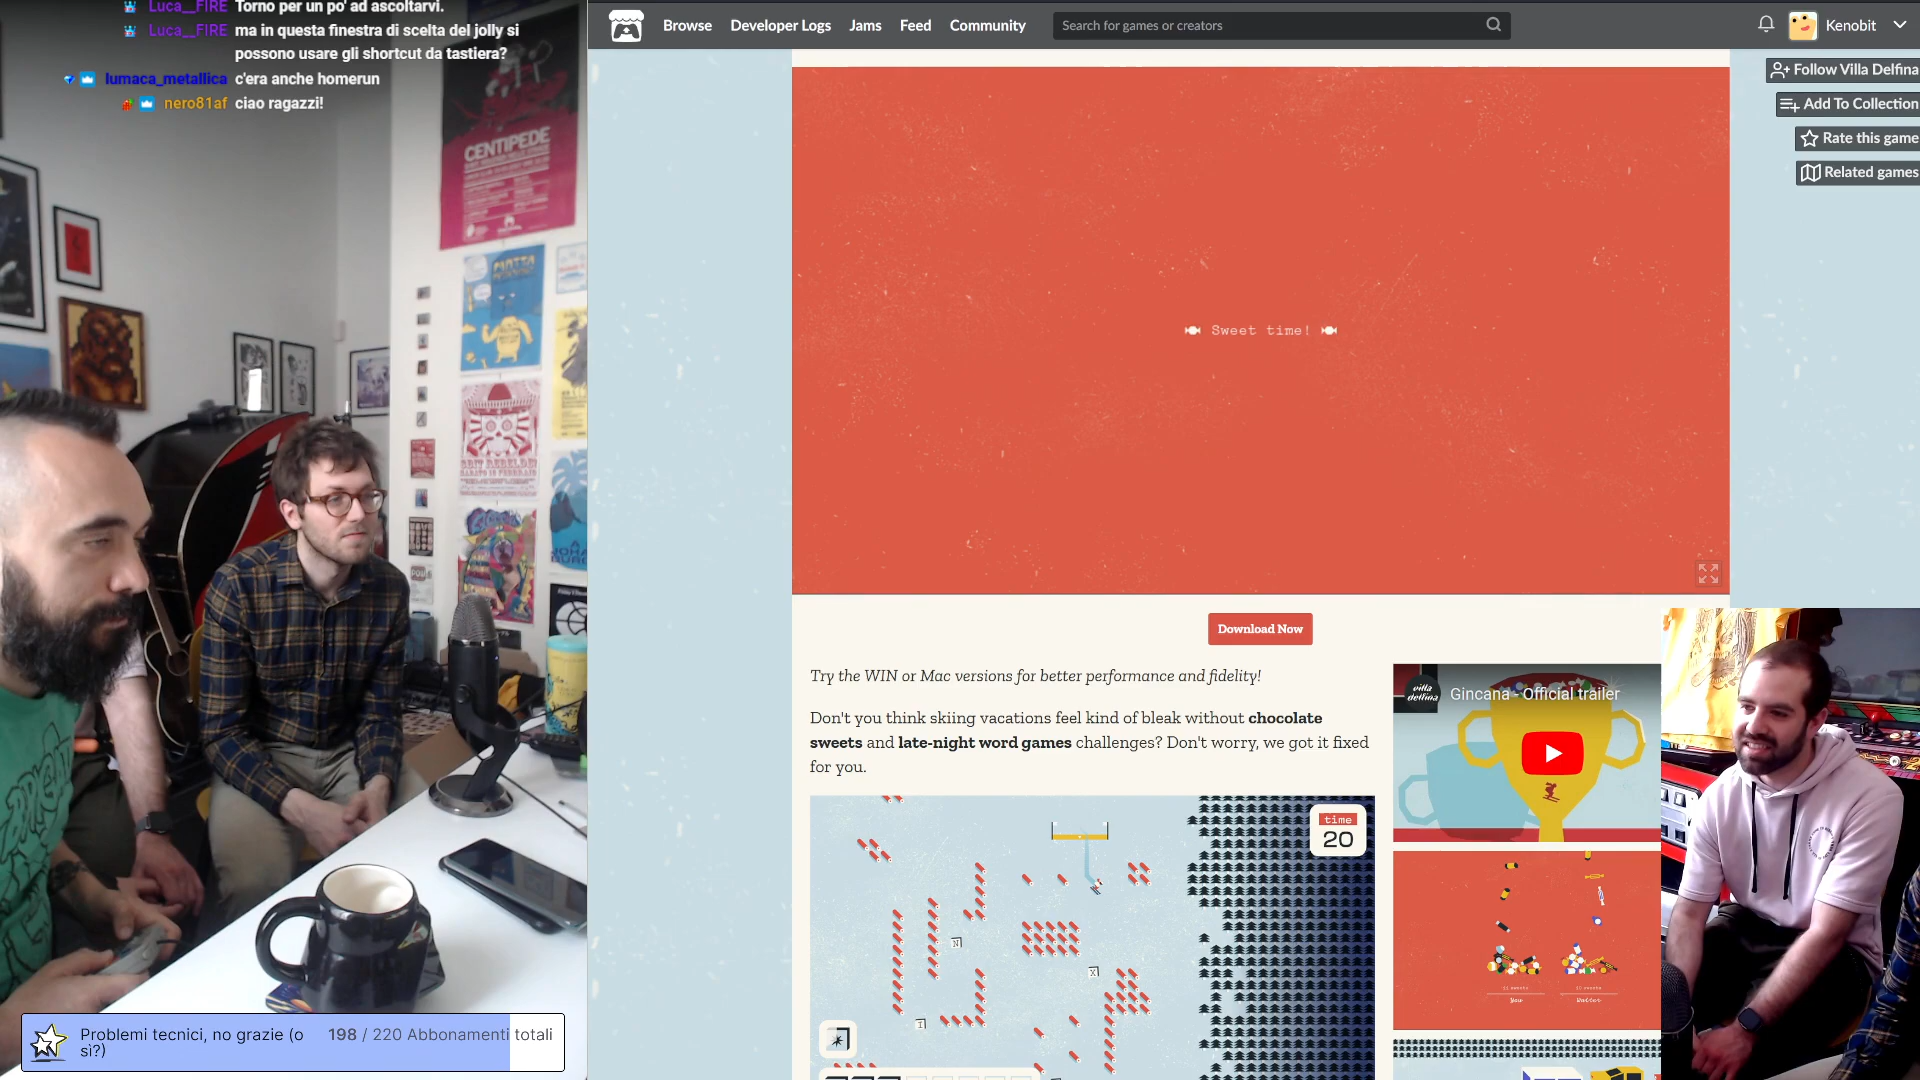 Luca__FIRE Torno per un po' ad ascoltarvi.
Luca__FIRE ma in questa finestra di scelta del jolly si
possono usare gli shortcut da tastiera?
lumaca_metallica c'era anche homerun
nero81af ciao ragazzi!
CENTIPEDE
Browse
Developer Logs
Jams
Feed
Community
Search for games or creators
Kenobit
Follow Villa Delfina
Add To Collection
Rate this game
Related games
Sweet time!
Download Now
Try the WIN or Mac versions for better performance and fidelity!
Don't you think skiing vacations feel kind of bleak without chocolate
sweets and late-night word games challenges? Don't worry, we got it fixed
for you.
time
20
N
X
I
villa
delfina
Gincana - Official trailer
Problemi tecnici, no grazie (o
sì?)
198 / 220 Abbonamenti totali